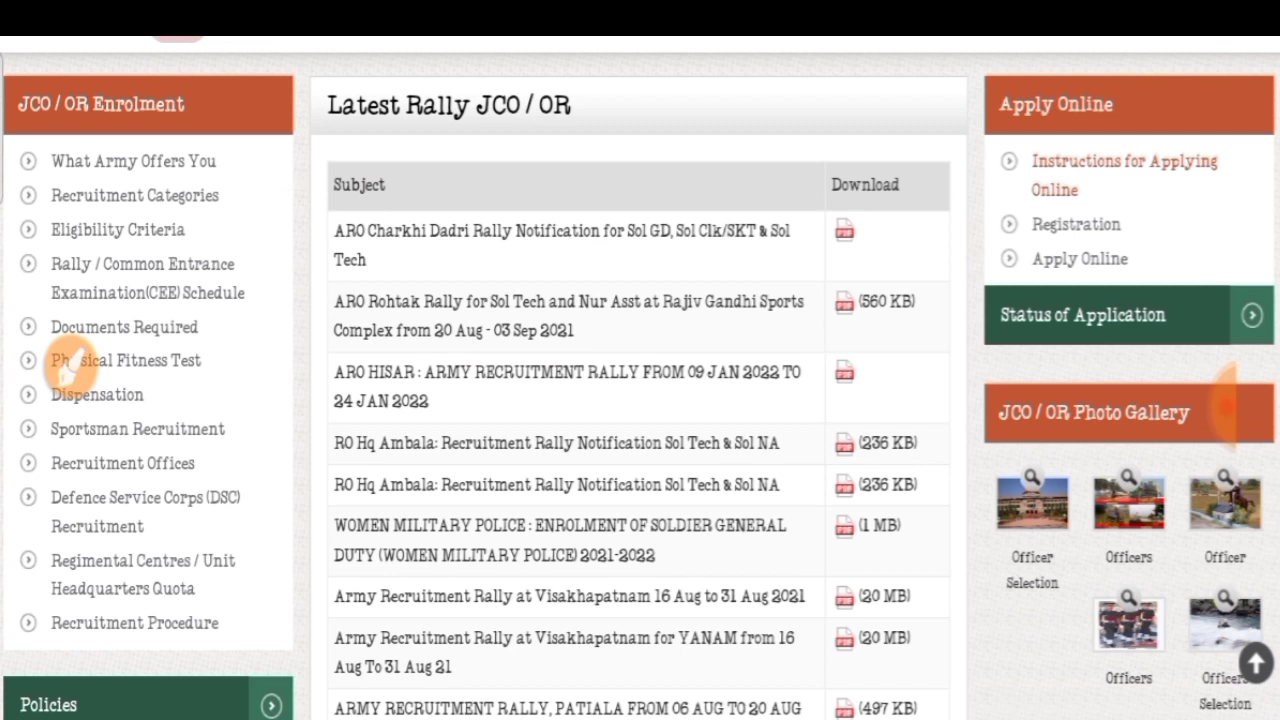 JCO / OR Enrolment
What Army Offers You
Recruitment Categories
Eligibility Criteria
Rally / Common Entrance
Examination(CEE) Schedule
Documents Required
Physical Fitness Test
Dispensation
Sportsman Recruitment
Recruitment Offices
Defence Service Corps (DSC)
Recruitment
Regimental Centres / Unit
Headquarters Quota
Recruitment Procedure
Policies
Latest Rally JCO / OR
Subject Download
ARO Charkhi Dadri Rally Notification for Sol GD, Sol Clk/SKT & Sol
Tech
ARO Rohtak Rally for Sol Tech and Nur Asst at Rajiv Gandhi Sports (560 KB)
Complex from 20 Aug - 03 Sep 2021
ARO HISAR : ARMY RECRUITMENT RALLY FROM 09 JAN 2022 TO
24 JAN 2022
RO Hq Ambala: Recruitment Rally Notification Sol Tech & Sol NA (236 KB)
RO Hq Ambala: Recruitment Rally Notification Sol Tech & Sol NA (236 KB)
WOMEN MILITARY POLICE : ENROLMENT OF SOLDIER GENERAL (1 MB)
DUTY (WOMEN MILITARY POLICE) 2021-2022
Army Recruitment Rally at Visakhapatnam 16 Aug to 31 Aug 2021 (20 MB)
Army Recruitment Rally at Visakhapatnam for YANAM from 16 (20 MB)
Aug To 31 Aug 21
ARMY RECRUITMENT RALLY, PATIALA FROM 06 AUG TO 20 AUG (497 KB)
Apply Online
Instructions for Applying
Online
Registration
Apply Online
Status of Application
JCO / OR Photo Gallery
Officer
Selection
Officers
Officer
Officers
Officer
Selection